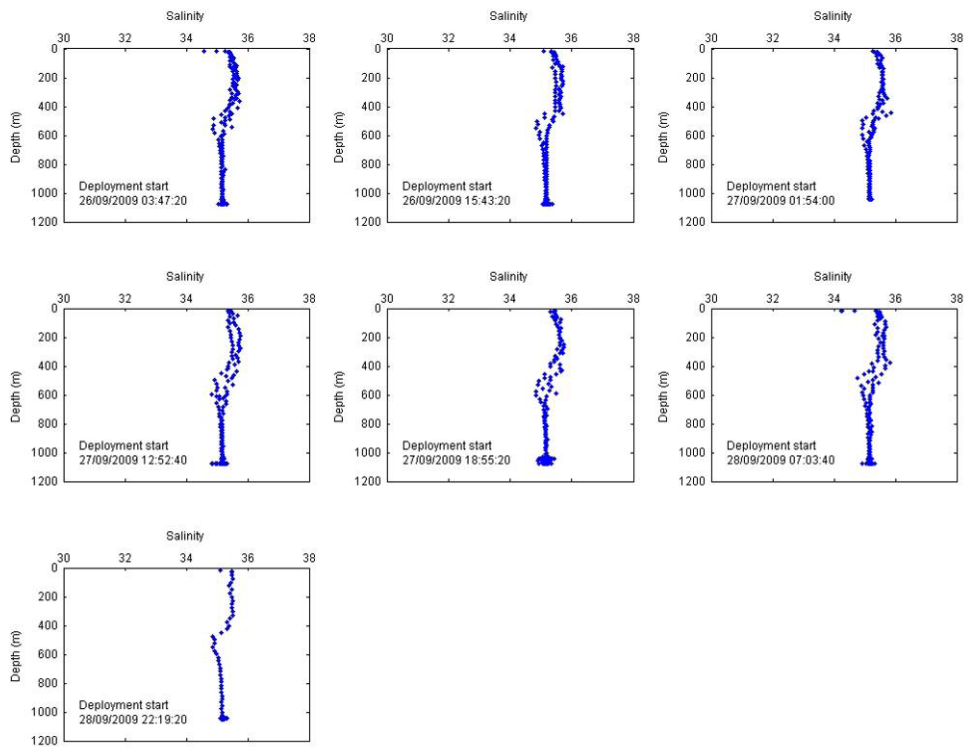 Salinity
30 32 34 36 38
0
200
400
600
800
1000
1200
Depth (m)
Deployment start
26/09/2009 03:47:20
Salinity
30 32 34 36 38
0
200
400
600
800
1000
1200
Depth (m)
Deployment start
26/09/2009 15:43:20
Salinity
30 32 34 36 38
0
200
400
600
800
1000
1200
Depth (m)
Deployment start
27/09/2009 01:54:00
Salinity
30 32 34 36 38
0
200
400
600
800
1000
1200
Depth (m)
Deployment start
27/09/2009 12:52:40
Salinity
30 32 34 36 38
0
200
400
600
800
1000
1200
Depth (m)
Deployment start
27/09/2009 18:55:20
Salinity
30 32 34 36 38
0
200
400
600
800
1000
1200
Depth (m)
Deployment start
28/09/2009 07:03:40
Salinity
30 32 34 36 38
0
200
400
600
800
1000
1200
Depth (m)
Deployment start
28/09/2009 22:19:20